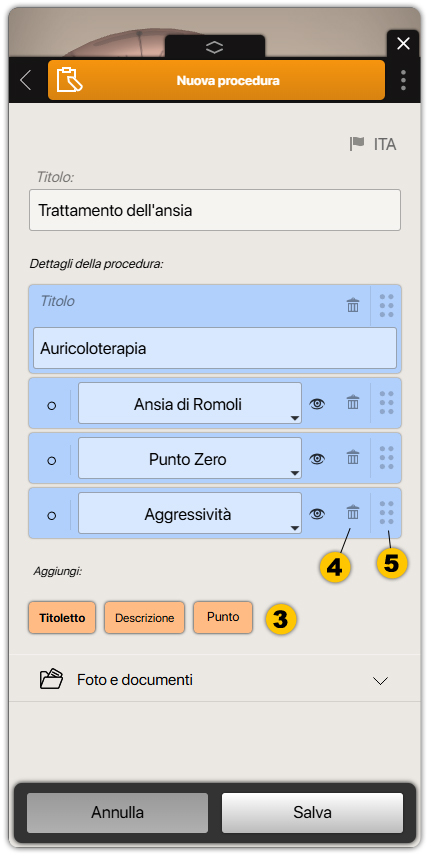 Nuova procedura
ITA
Titolo:
Trattamento dell'ansia
Dettagli della procedura:
Titolo
Auricoloterapia
Ansia di Romoli
Punto Zero
Aggressività
4
5
Aggiungi:
Titoletto Descrizione Punto 3
Foto e documenti
Annulla Salva